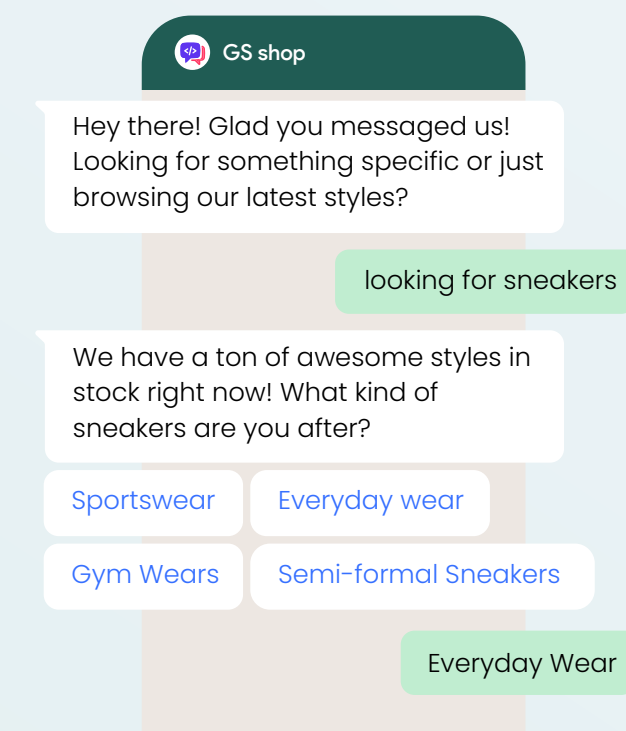 GS shop
Hey there! Glad you messaged us!
Looking for something specific or just
browsing our latest styles?
looking for sneakers
We have a ton of awesome styles in
stock right now! What kind of
sneakers are you after?
Sportswear
Everyday wear
Gym Wears
Semi-formal Sneakers
Everyday Wear